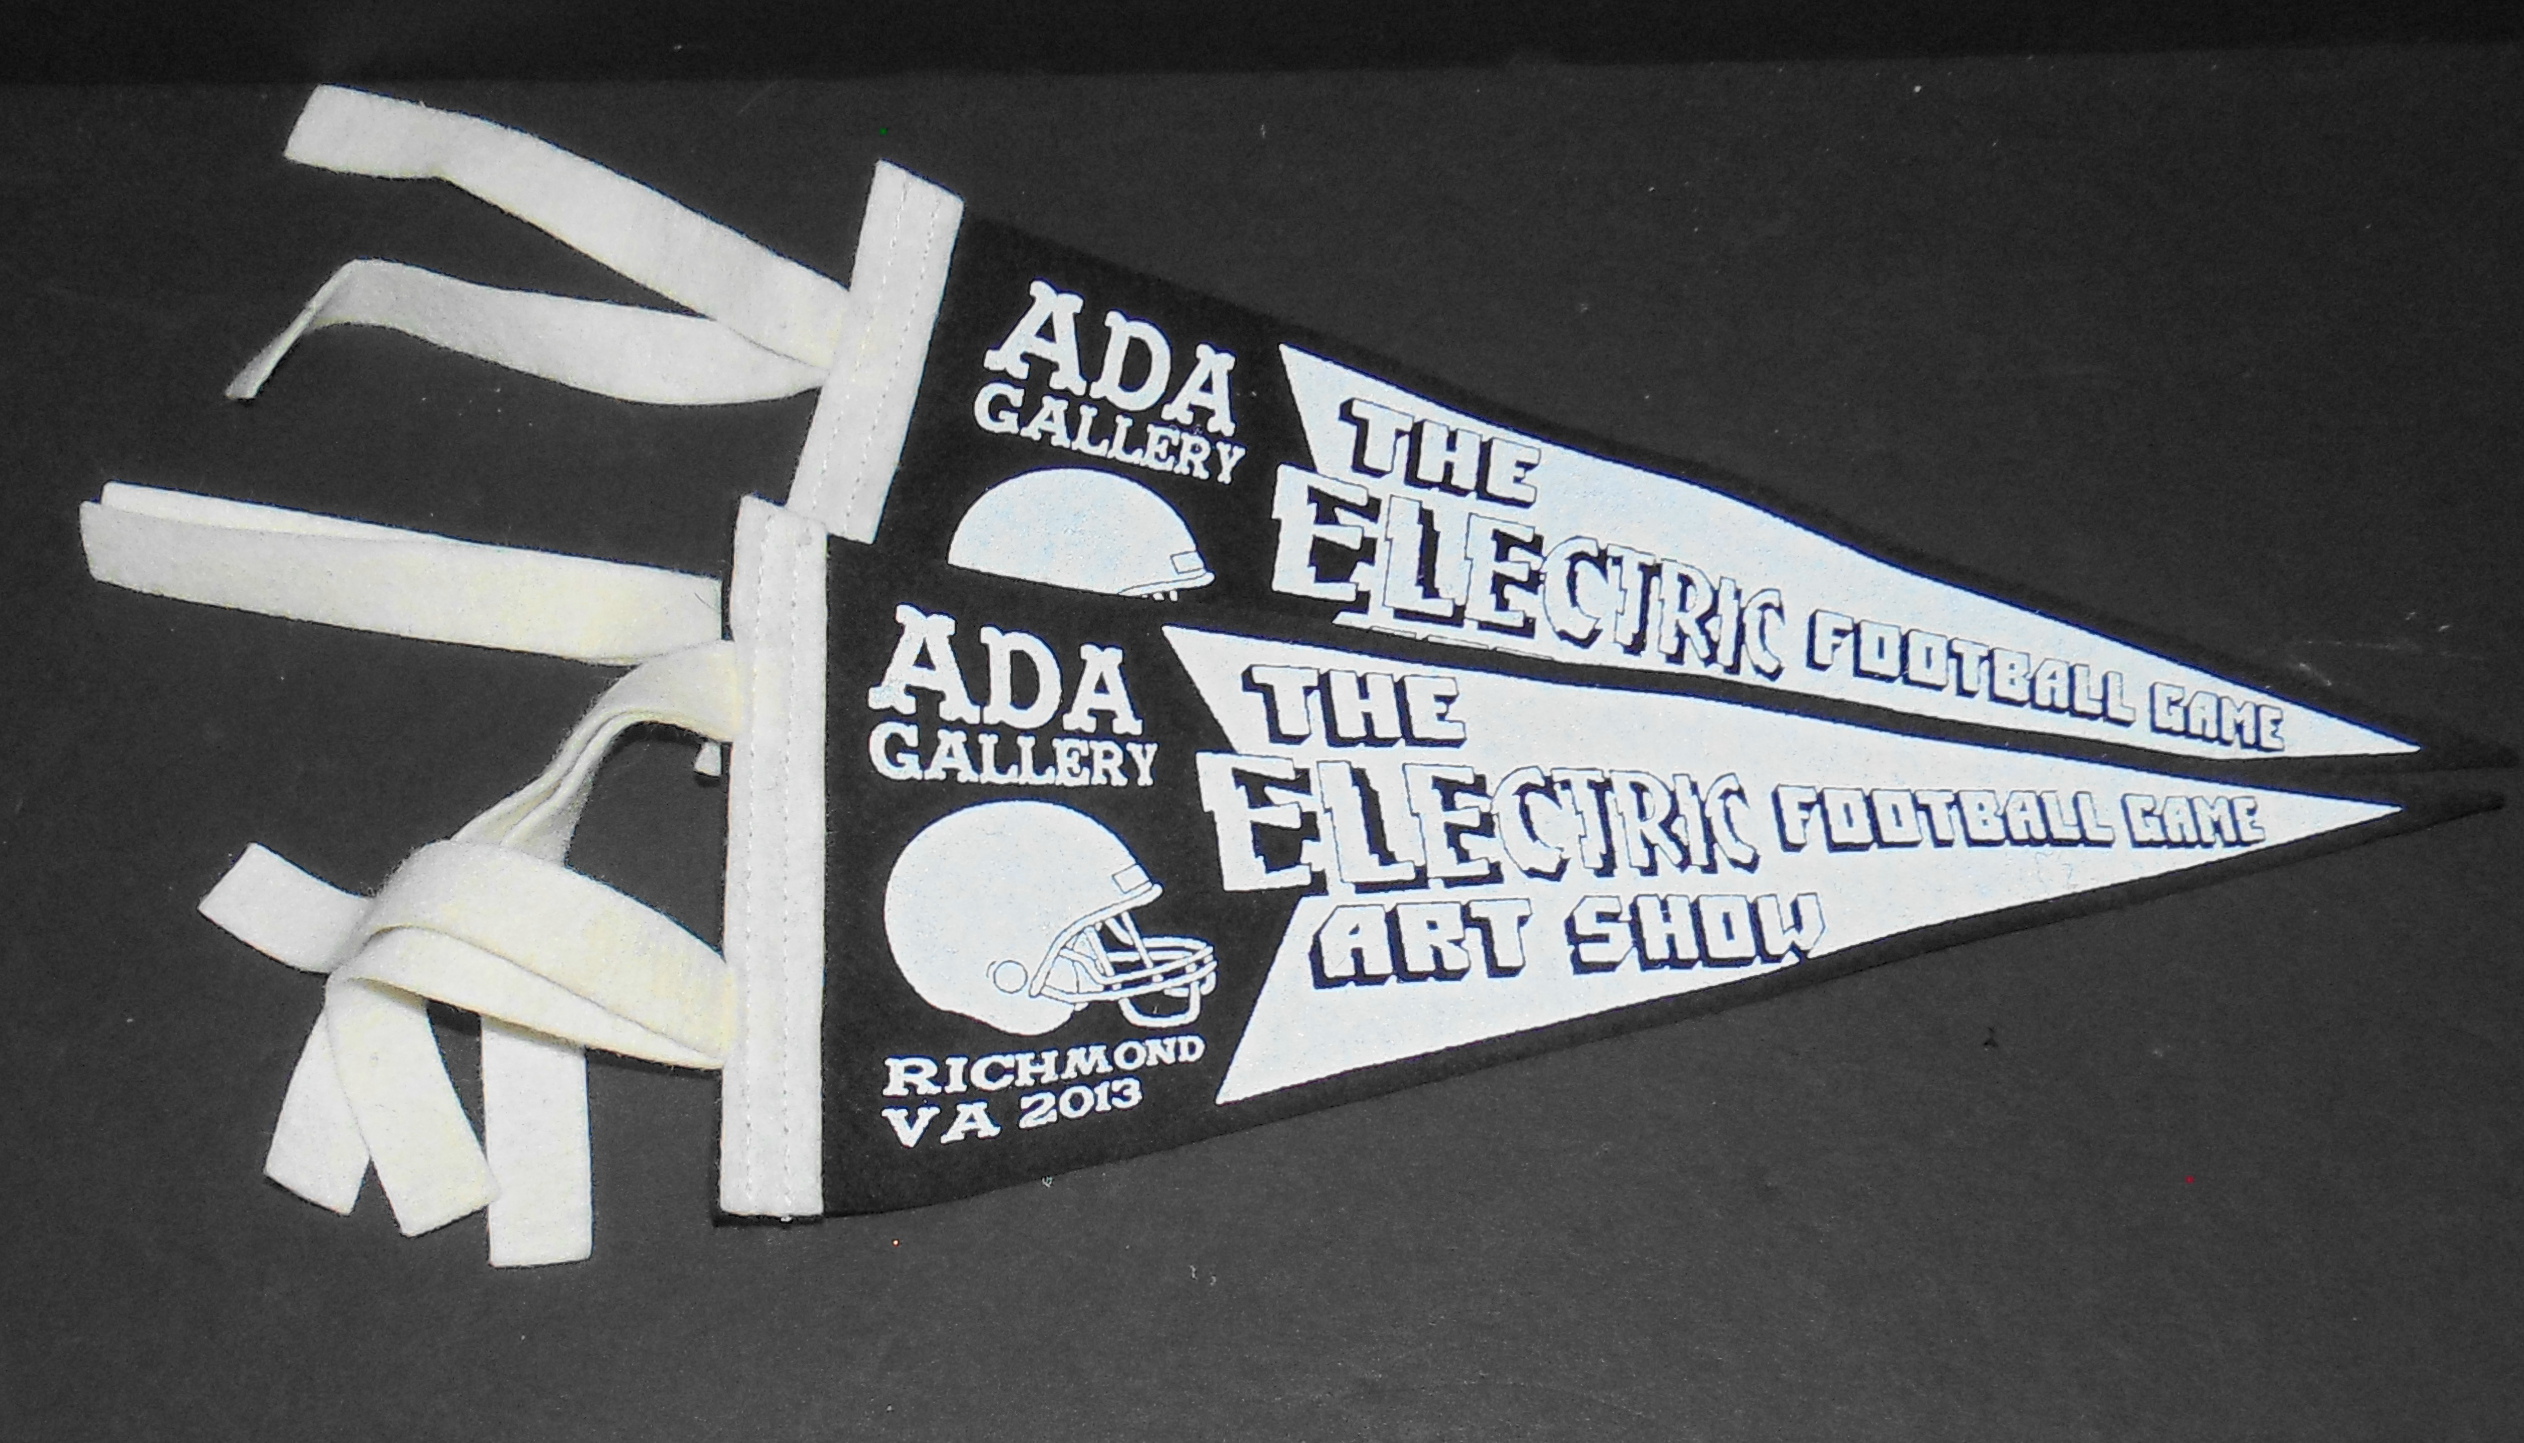 ADA
GALLERY
THE
ELECTRIC FOOTBALL GAME
ADA
GALLERY
RICHMOND
VA 2013
THE
ELECTRIC FOOTBALL GAME
ART SHOW